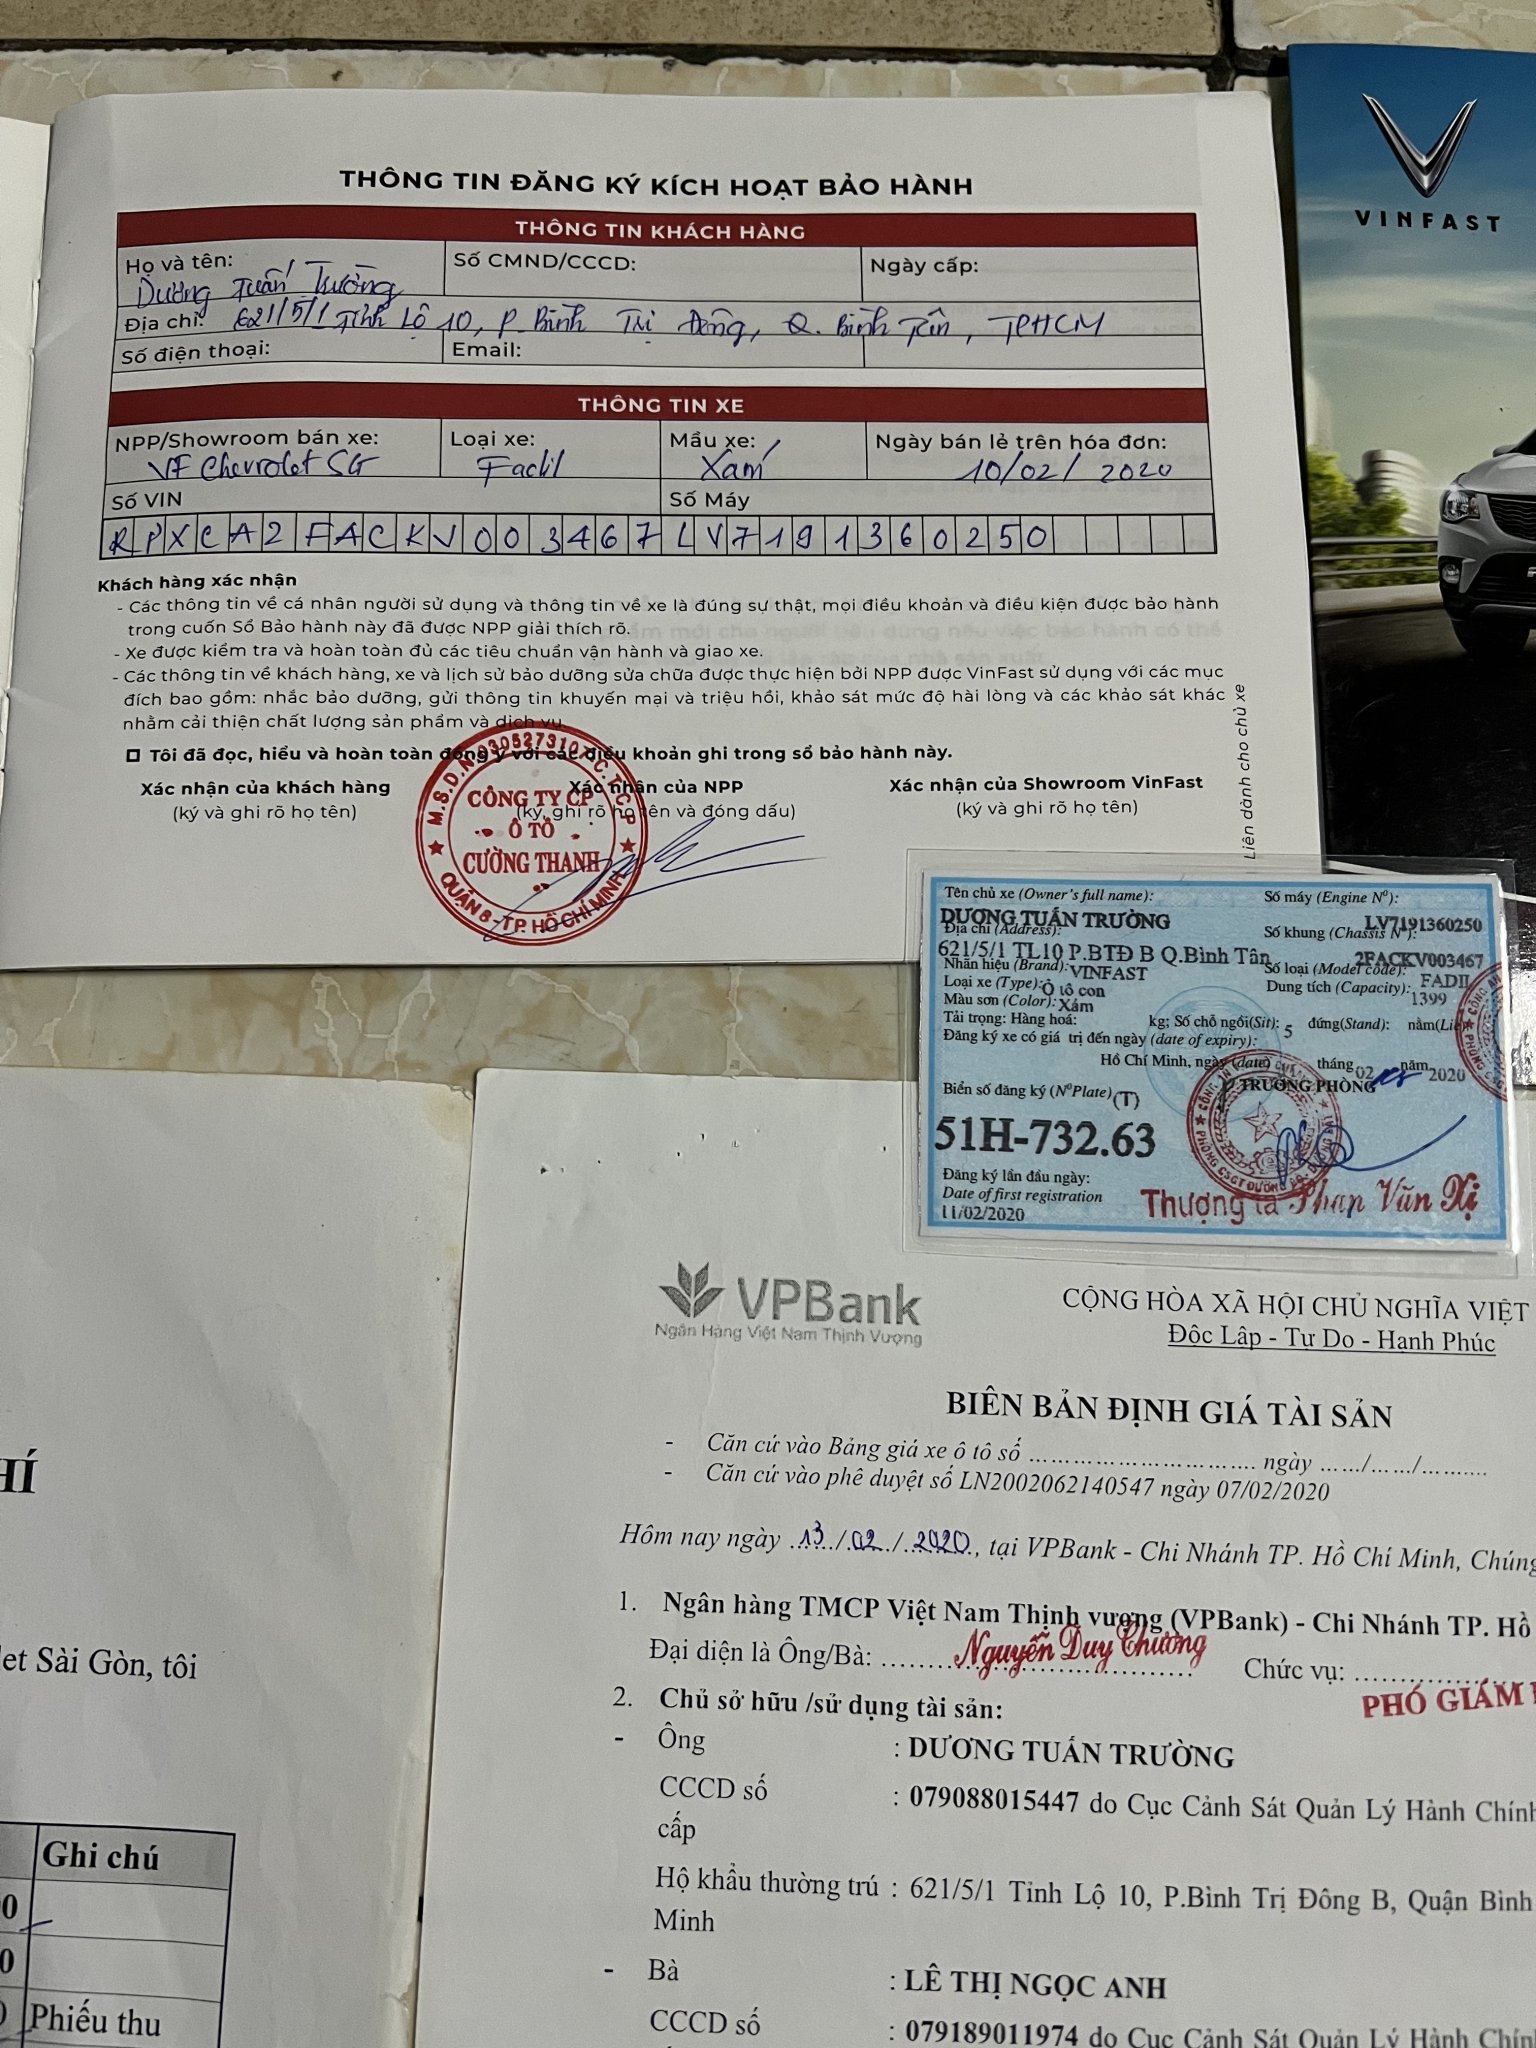 THÔNG TIN ĐĂNG KÝ KÍCH HOẠT BẢO HÀNH
THÔNG TIN KHÁCH HÀNG
Họ và tên: Dương Tuấn Trường
Số CMND/CCCD:
Ngày cấp:
Địa chỉ: 621/5/1 Tỉnh Lộ 10, P. Bình Trị Đông, Q. Bình Tân, TPHCM
Số điện thoại:
Email:
THÔNG TIN XE
NPP/Showroom bán xe: VF Chevrolet SG
Loại xe: Fadil
Mầu xe: Xám
Ngày bán lẻ trên hóa đơn: 10/02/2020
Số VIN
Số Máy
RPXCA2FACKV003467 LV7191360250
Khách hàng xác nhận
- Các thông tin về cá nhân người sử dụng và thông tin về xe là đúng sự thật, mọi điều khoản và điều kiện được bảo hành
trong cuốn Sổ Bảo hành này đã được NPP giải thích rõ.
- Xe được kiểm tra và hoàn toàn đủ các tiêu chuẩn vận hành và giao xe.
- Các thông tin về khách hàng, xe và lịch sử bảo dưỡng sửa chữa được thực hiện bởi NPP được VinFast sử dụng với các mục
đích bao gồm: nhắc bảo dưỡng, gửi thông tin khuyến mại và triệu hồi, khảo sát mức độ hài lòng và các khảo sát khác
nhằm cải thiện chất lượng sản phẩm và dịch vụ
Tôi đã đọc, hiểu và hoàn toàn đồng ý với các điều khoản ghi trong sổ bảo hành này.
Xác nhận của khách hàng
(ký và ghi rõ họ tên)
Xác nhận của NPP
(ký, ghi rõ họ tên và đóng dấu)
Xác nhận của Showroom VinFast
(ký và ghi rõ họ tên)
Liên dành cho chủ xe
CÔNG TY CP
Ô TÔ
CƯỜNG THANH
QUẬN 8 - TP. HỒ CHÍ MINH
VINFAST
Tên chủ xe (Owner's full name):
DƯƠNG TUẤN TRƯỜNG
Số máy (Engine Nº):
LV7191360250
Địa chỉ (Address):
621/5/1 TL10 P.BTĐ B Q.Bình Tân
Số khung (Chassis Nº):
2FACKV003467
Nhãn hiệu (Brand): VINFAST
Số loại (Model code): FADIL
Loại xe (Type): Ô tô con
Dung tích (Capacity): 1399
Màu sơn (Color): Xám
Tải trọng: Hàng hoá: kg; Số chỗ ngồi(Sit): 5 đứng(Stand): nằm
Đăng ký xe có giá trị đến ngày (date of expiry):
Hồ Chí Minh, ngày (date) tháng 02 năm 2020
TRƯỞNG PHÒNG
Biển số đăng ký (NºPlate) (T)
51H-732.63
Đăng ký lần đầu ngày:
Date of first registration
11/02/2020
Thượng tá Phan Văn Xị
VPBank
Ngân Hàng Việt Nam Thịnh Vượng
CỘNG HÒA XÃ HỘI CHỦ NGHĨA VIỆT
Độc Lập - Tự Do - Hạnh Phúc
BIÊN BẢN ĐỊNH GIÁ TÀI SẢN
- Căn cứ vào Bảng giá xe ô tô số ........ ngày ....../....../........
- Căn cứ vào phê duyệt số LN2002062140547 ngày 07/02/2020
Hôm nay ngày 13/02/2020, tại VPBank - Chi Nhánh TP. Hồ Chí Minh, Chúng
1. Ngân hàng TMCP Việt Nam Thịnh vượng (VPBank) - Chi Nhánh TP. Hồ
Đại diện là Ông/Bà: Nguyễn Duy Chương Chức vụ:
PHÓ GIÁM
2. Chủ sở hữu /sử dụng tài sản:
- Ông : DƯƠNG TUẤN TRƯỜNG
CCCD số : 079088015447 do Cục Cảnh Sát Quản Lý Hành Chính
cấp
Hộ khẩu thường trú : 621/5/1 Tỉnh Lộ 10, P.Bình Trị Đông B, Quận Bình
Minh
- Bà : LÊ THỊ NGỌC ANH
CCCD số : 079189011974 do Cục Cảnh Sát Quản Lý Hành Chính
HÍ
let Sài Gòn, tôi
Ghi chú
0
0
Phiếu thu